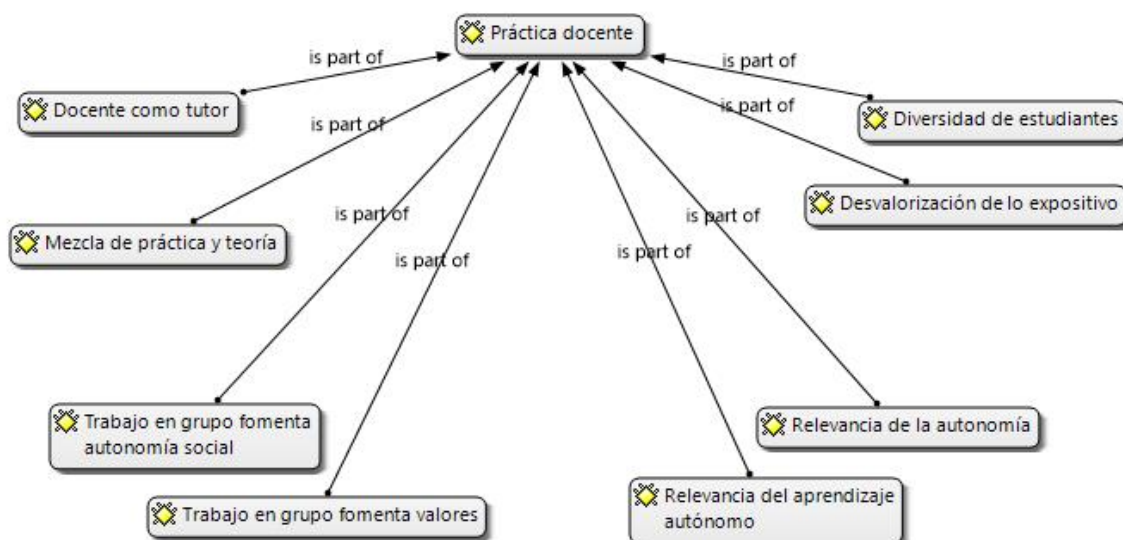 Práctica docente
is part of
is part of
Docente como tutor
Diversidad de estudiantes
is part of
is part of
Desvalorización de lo expositivo
is part of
is part of
Mezcla de práctica y teoría
is part of
is part of
Trabajo en grupo fomenta
autonomía social
Relevancia de la autonomía
Trabajo en grupo fomenta valores
Relevancia del aprendizaje
autónomo